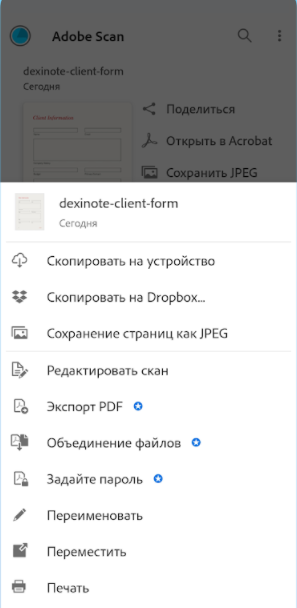 Adobe Scan
dexinote-client-form
Сегодня
Client Information
Поделиться
Открыть в Acrobat
Сохранить JPEG
dexinote-client-form
Сегодня
Скопировать на устройство
Скопировать на Dropbox...
Сохранение страниц как JPEG
Редактировать скан
Экспорт PDF
Объединение файлов
Задайте пароль
Переименовать
Переместить
Печать